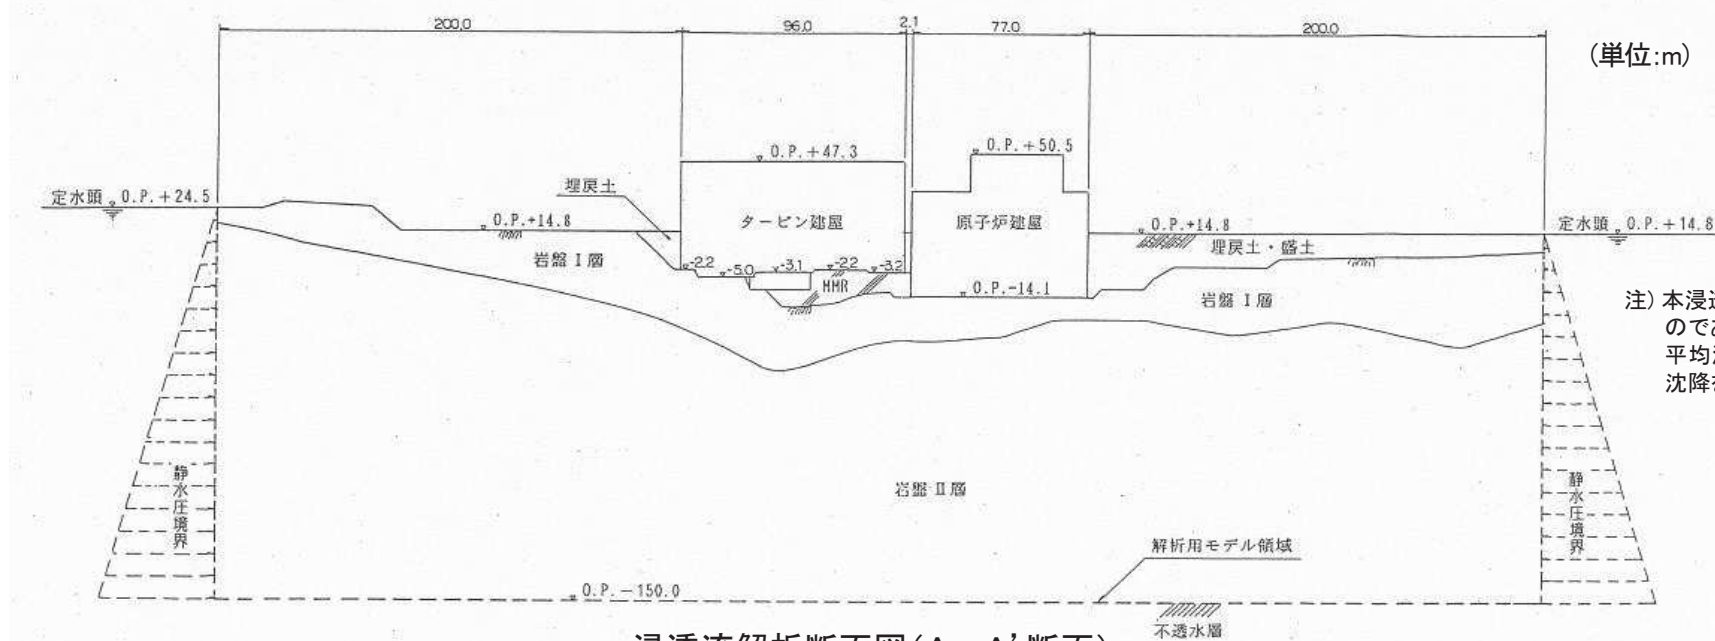 200.0
96.0
2.1
77.0
200.0
(単位:m)
O.P.+47.3
O.P.+50.5
定水頭 O.P.+24.5
埋戻土
O.P.+14.8
タービン建屋
原子炉建屋
O.P.+14.8
定水頭 O.P.+14.8
埋戻土・盛土
岩盤Ⅰ層
-2.2
-5.0
-3.1
-2.2
-3.2
MMR
O.P.-14.1
岩盤Ⅰ層
注)本浸
のであ
平均
沈降
静水圧境界
岩盤Ⅱ層
静水圧境界
解析用モデル領域
O.P.-150.0
不透水層
浸透流解析断面図(A-A'断面)